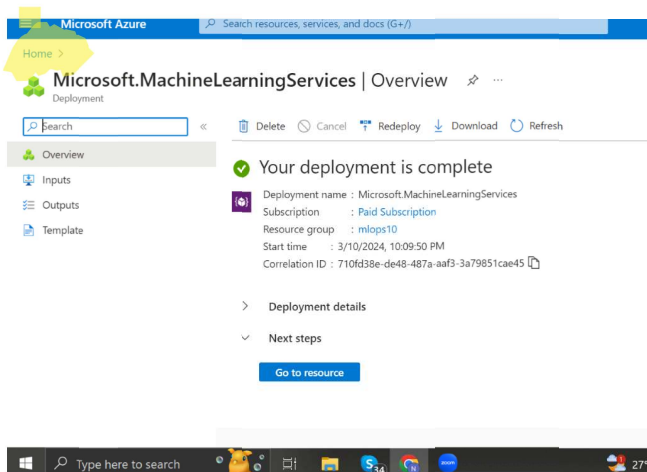 Microsoft Azure
Search resources, services, and docs (G+/)
Home >
Microsoft.MachineLearningServices | Overview
Deployment
Search
Delete Cancel Redeploy Download Refresh
Overview
Inputs
Outputs
Template
Your deployment is complete
Deployment name : Microsoft.MachineLearningServices
Subscription : Paid Subscription
Resource group : mlops10
Start time : 3/10/2024, 10:09:50 PM
Correlation ID : 710fd38e-de48-487a-aaf3-3a79851cae45
Deployment details
Next steps
Go to resource
Type here to search
34
zoom
27°